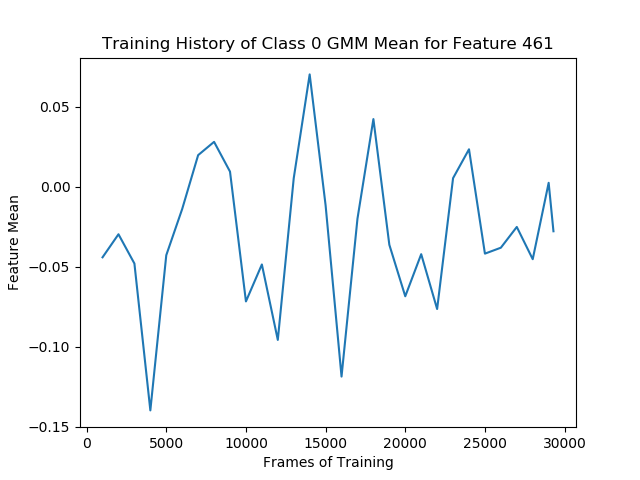 Training History of Class 0 GMM Mean for Feature 461
0.05
0.00
−0.05
−0.10
−0.15
Feature Mean
0 5000 10000 15000 20000 25000 30000
Frames of Training